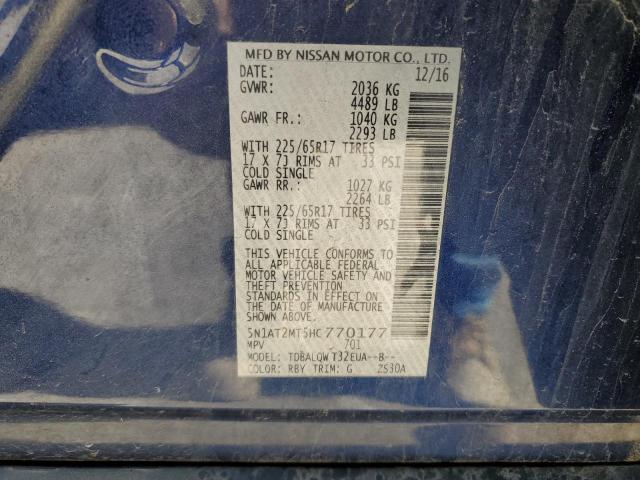 MFD BY NISSAN MOTOR CO., LTD.
DATE: 12/16
GVWR: 2036 KG
4489 LB
GAWR FR.: 1040 KG
2293 LB
WITH 225/65R17 TIRES
17 X 7J RIMS AT 33 PSI
COLD SINGLE
GAWR RR.: 1027 KG
2264 LB
WITH 225/65R17 TIRES
17 X 7J RIMS AT 33 PSI
COLD SINGLE
THIS VEHICLE CONFORMS TO
ALL APPLICABLE FEDERAL
MOTOR VEHICLE SAFETY AND
THEFT PREVENTION
STANDARDS IN EFFECT ON
THE DATE OF MANUFACTURE
SHOWN ABOVE.
5N1AT2MT5HC770177
MPV 701
MODEL: TDBALQWT32EUA--B--
COLOR: RBY TRIM: G ZS30A